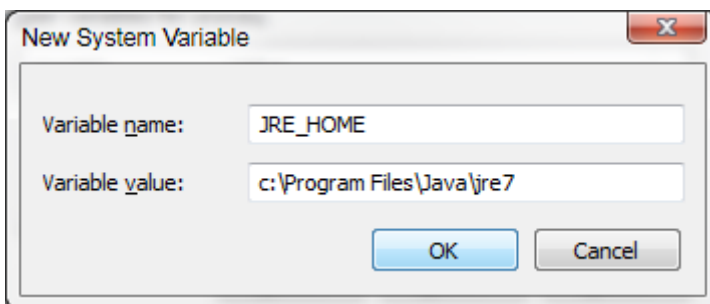 New System Variable
Variable name: JRE_HOME
Variable value: c:\Program Files\Java\jre7
OK Cancel